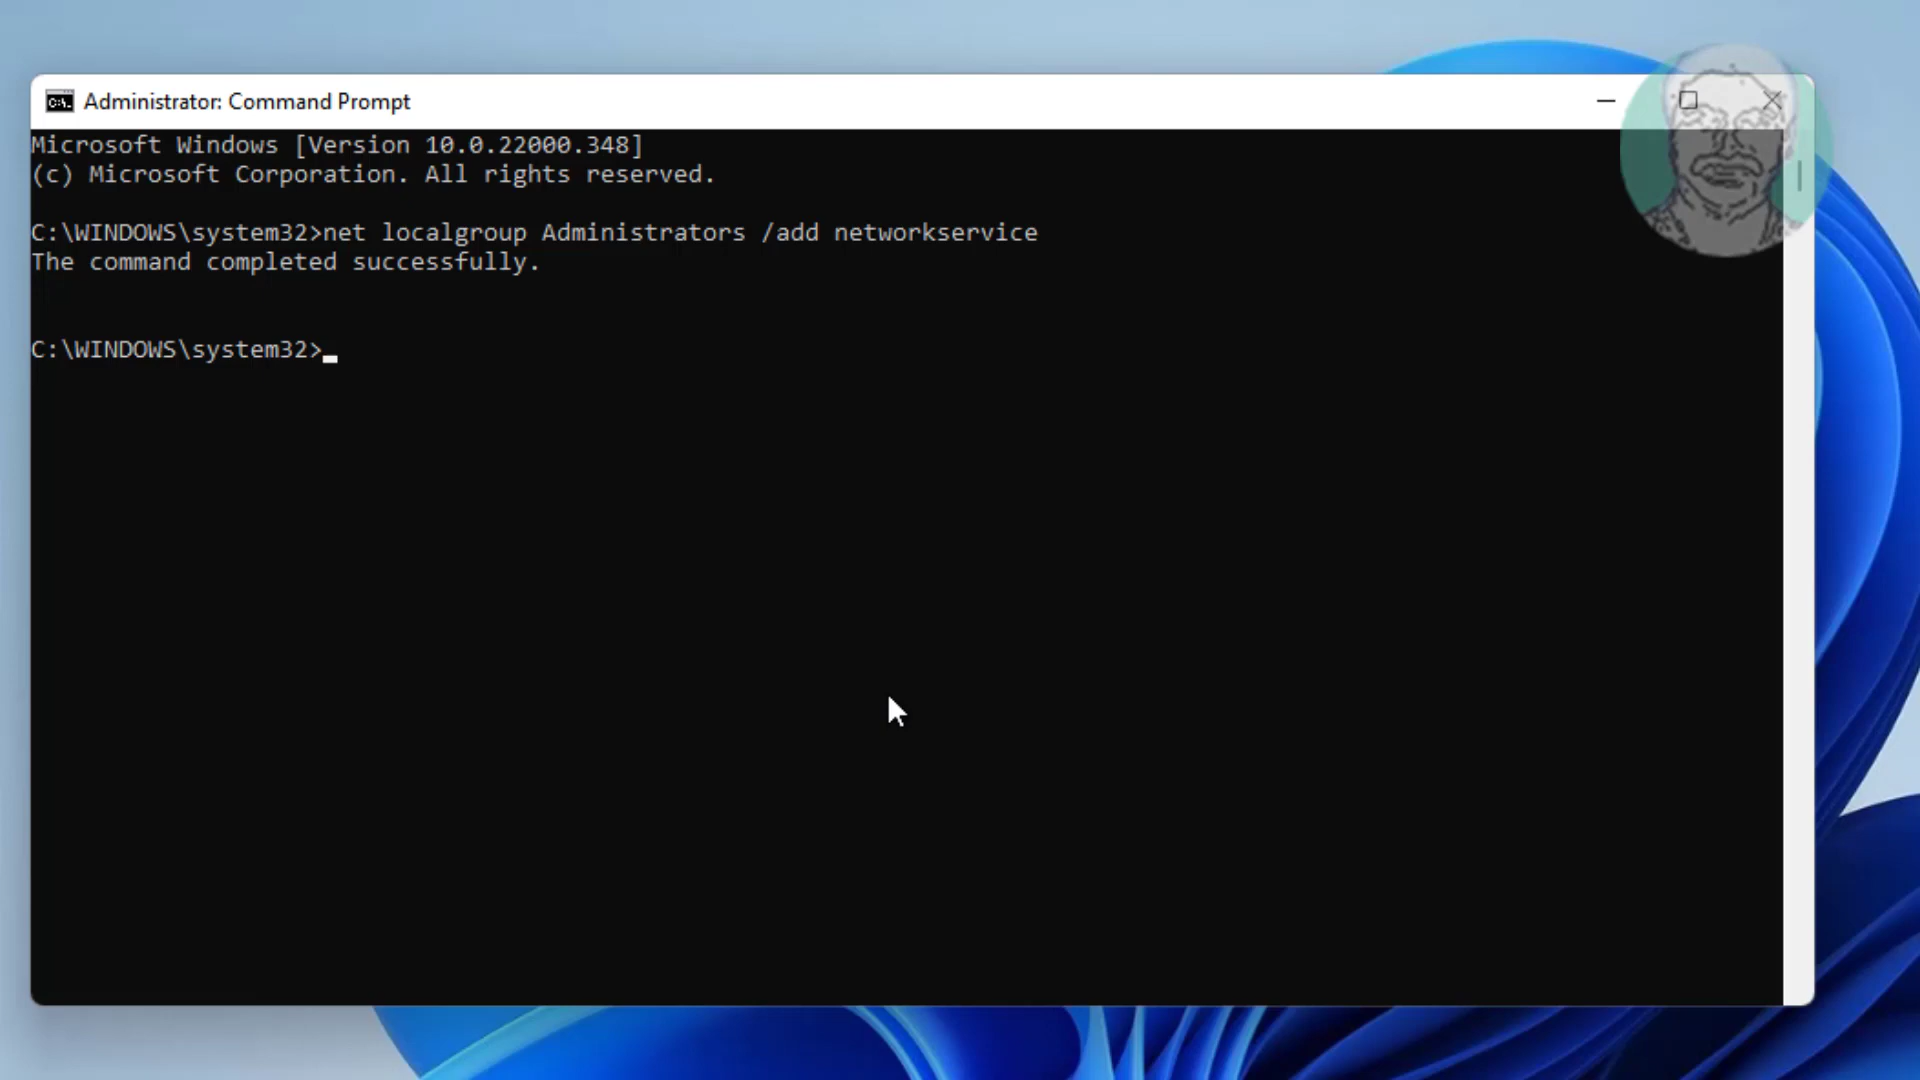 Administrator: Command Prompt
Microsoft Windows [Version 10.0.22000.348]
(c) Microsoft Corporation. All rights reserved.
C:\WINDOWS\system32>net localgroup Administrators /add networkservice
The command completed successfully.
C:\WINDOWS\system32>